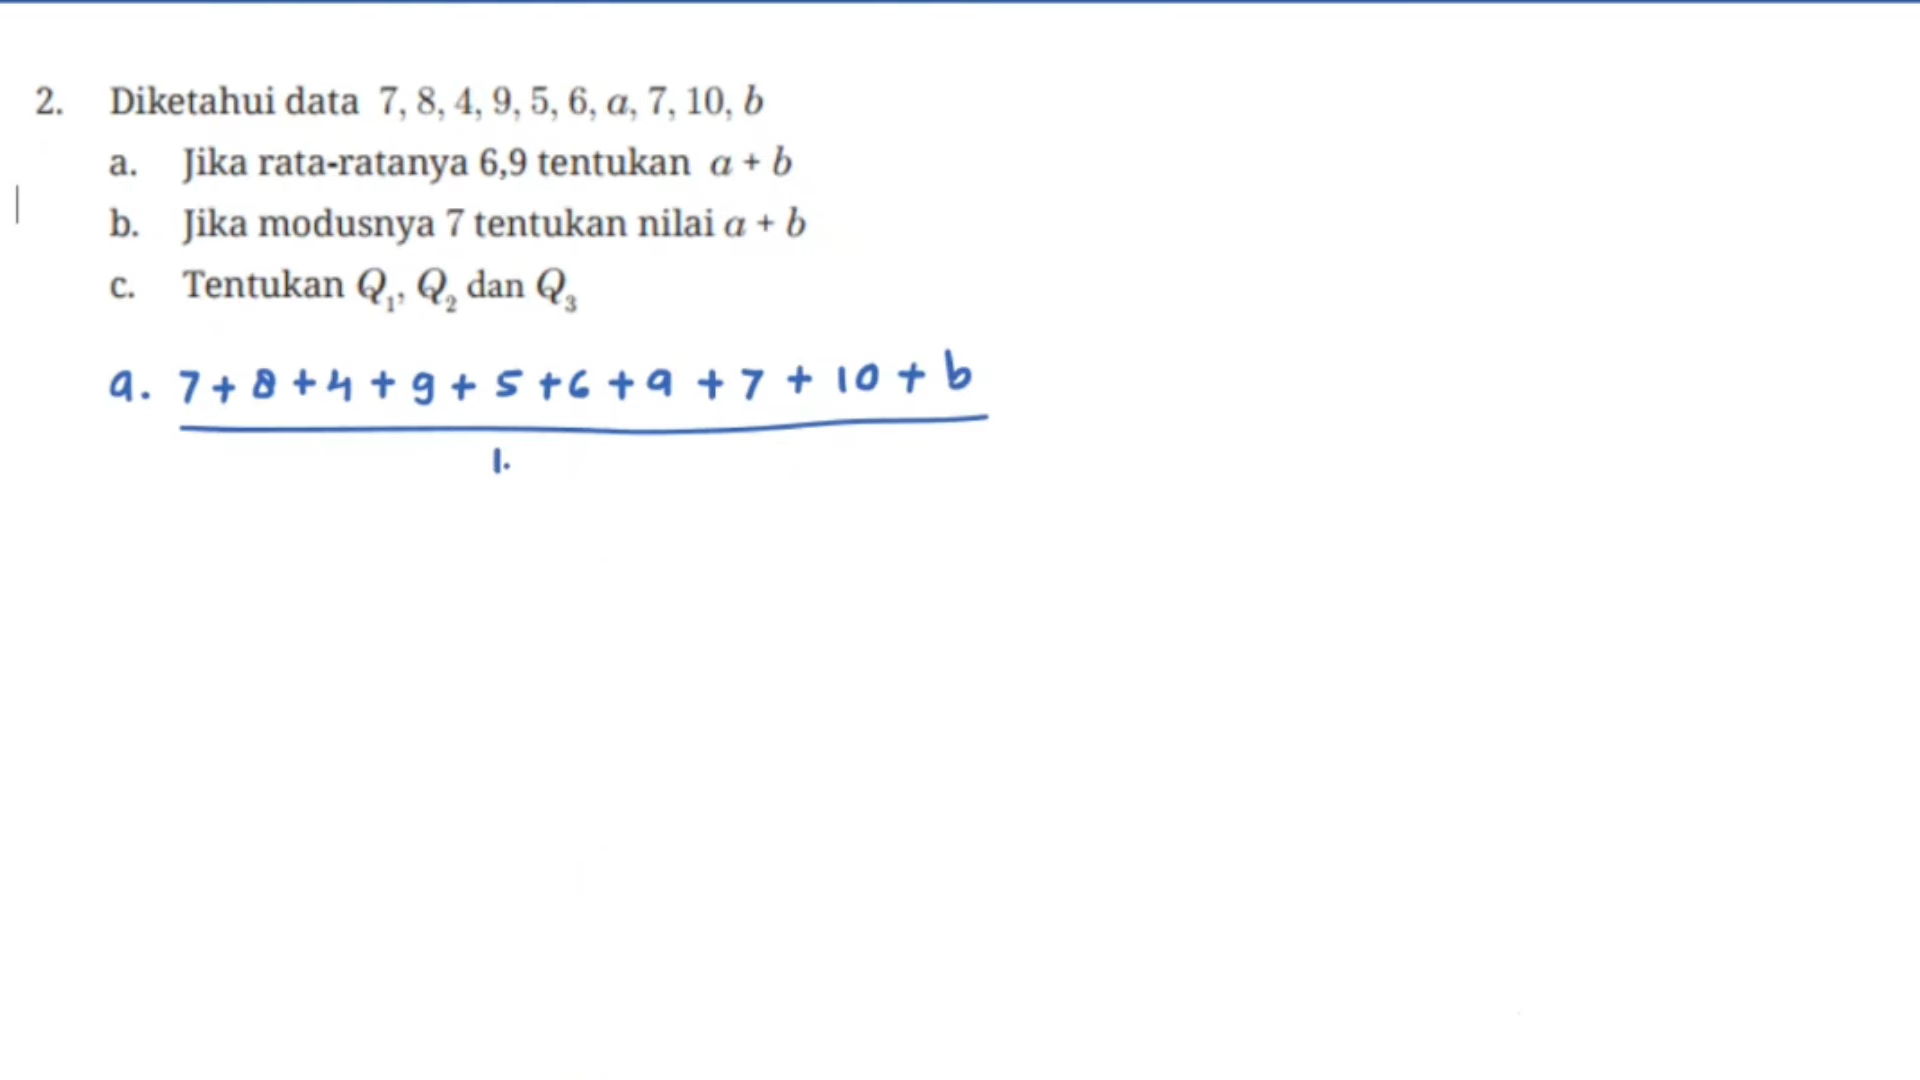 2. Diketahui data 7, 8, 4, 9, 5, 6, a, 7, 10, b
a. Jika rata-ratanya 6,9 tentukan a + b
b. Jika modusnya 7 tentukan nilai a + b
c. Tentukan Q₁, Q₂ dan Q₃
a. 7 + 8 + 4 + 9 + 5 + 6 + a + 7 + 10 + b
1.